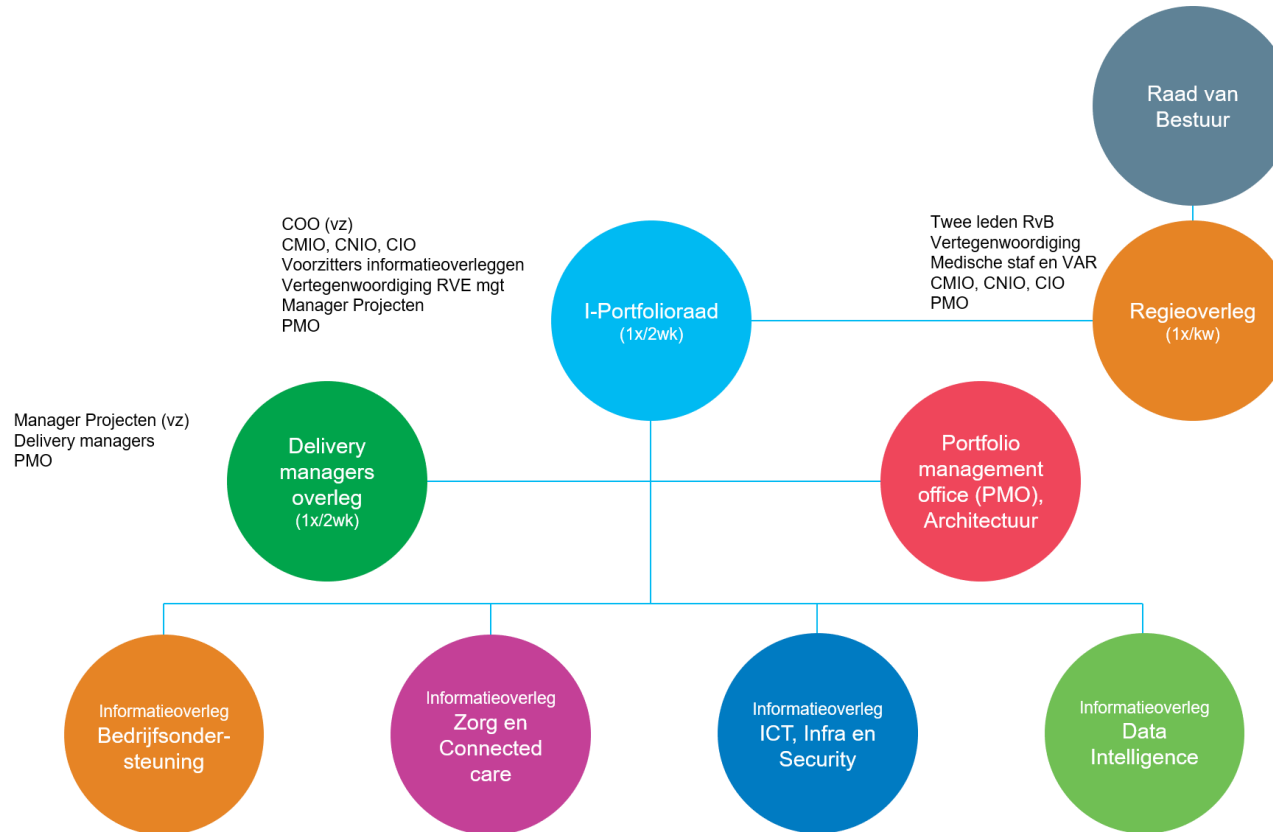 Raad van
Bestuur
COO (vz)
CMIO, CNIO, CIO
Voorzitters informatieoverleggen
Vertegenwoordiging RVE mgt
Manager Projecten
PMO
I-Portfolioraad
(1x/2wk)
Twee leden RvB
Vertegenwoordiging
Medische staf en VAR
CMIO, CNIO, CIO
PMO
Regieoverleg
(1x/kw)
Manager Projecten (vz)
Delivery managers
PMO
Delivery
managers
overleg
(1x/2wk)
Portfolio
management
office (PMO),
Architectuur
Informatieoverleg
Bedrijfsonder-
steuning
Informatieoverleg
Zorg en
Connected
care
Informatieoverleg
ICT, Infra en
Security
Informatieoverleg
Data
Intelligence